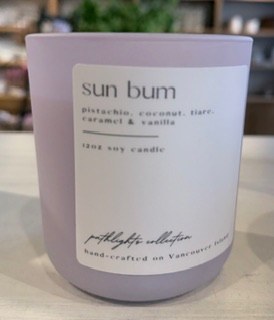 sun bum
pistachio, coconut, tiare,
caramel & vanilla
12oz soy candle
pathlights collection
hand-crafted on Vancouver Island